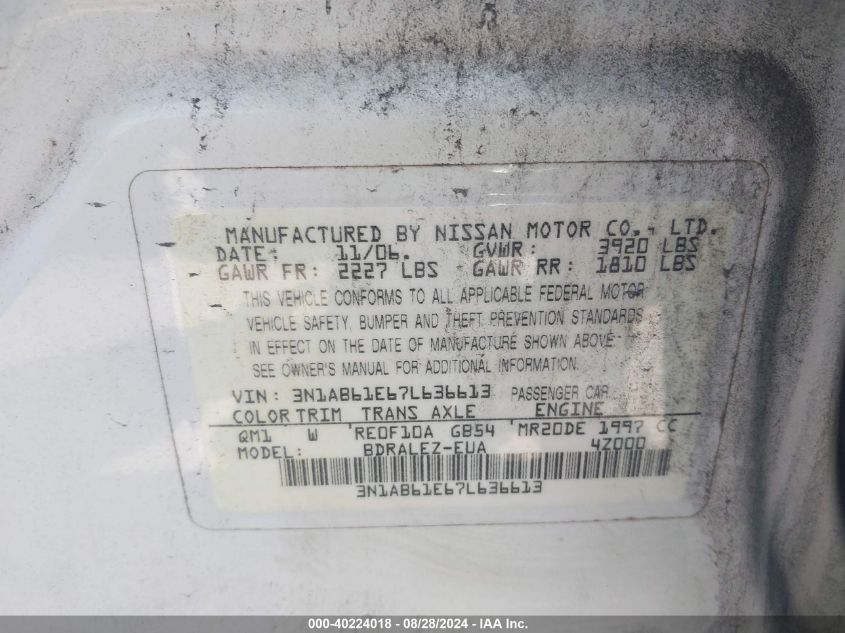 MANUFACTURED BY NISSAN MOTOR CO., LTD.
DATE: 11/06. GVWR: 3920 LBS
GAWR FR: 2227 LBS GAWR RR: 1810 LBS
THIS VEHICLE CONFORMS TO ALL APPLICABLE FEDERAL MOTOR
VEHICLE SAFETY, BUMPER AND THEFT PREVENTION STANDARDS
IN EFFECT ON THE DATE OF MANUFACTURE SHOWN ABOVE.
SEE OWNER'S MANUAL FOR ADDITIONAL INFORMATION.
VIN: 3N1AB61E67L636613 PASSENGER CAR
COLOR TRIM TRANS AXLE ENGINE
QM1 W RE0F10A GB54 MR20DE 1997 CC
MODEL: BDRALEZ-EUA 4Z000
3N1AB61E67L636613
000-40224018 - 08/28/2024 - IAA Inc.